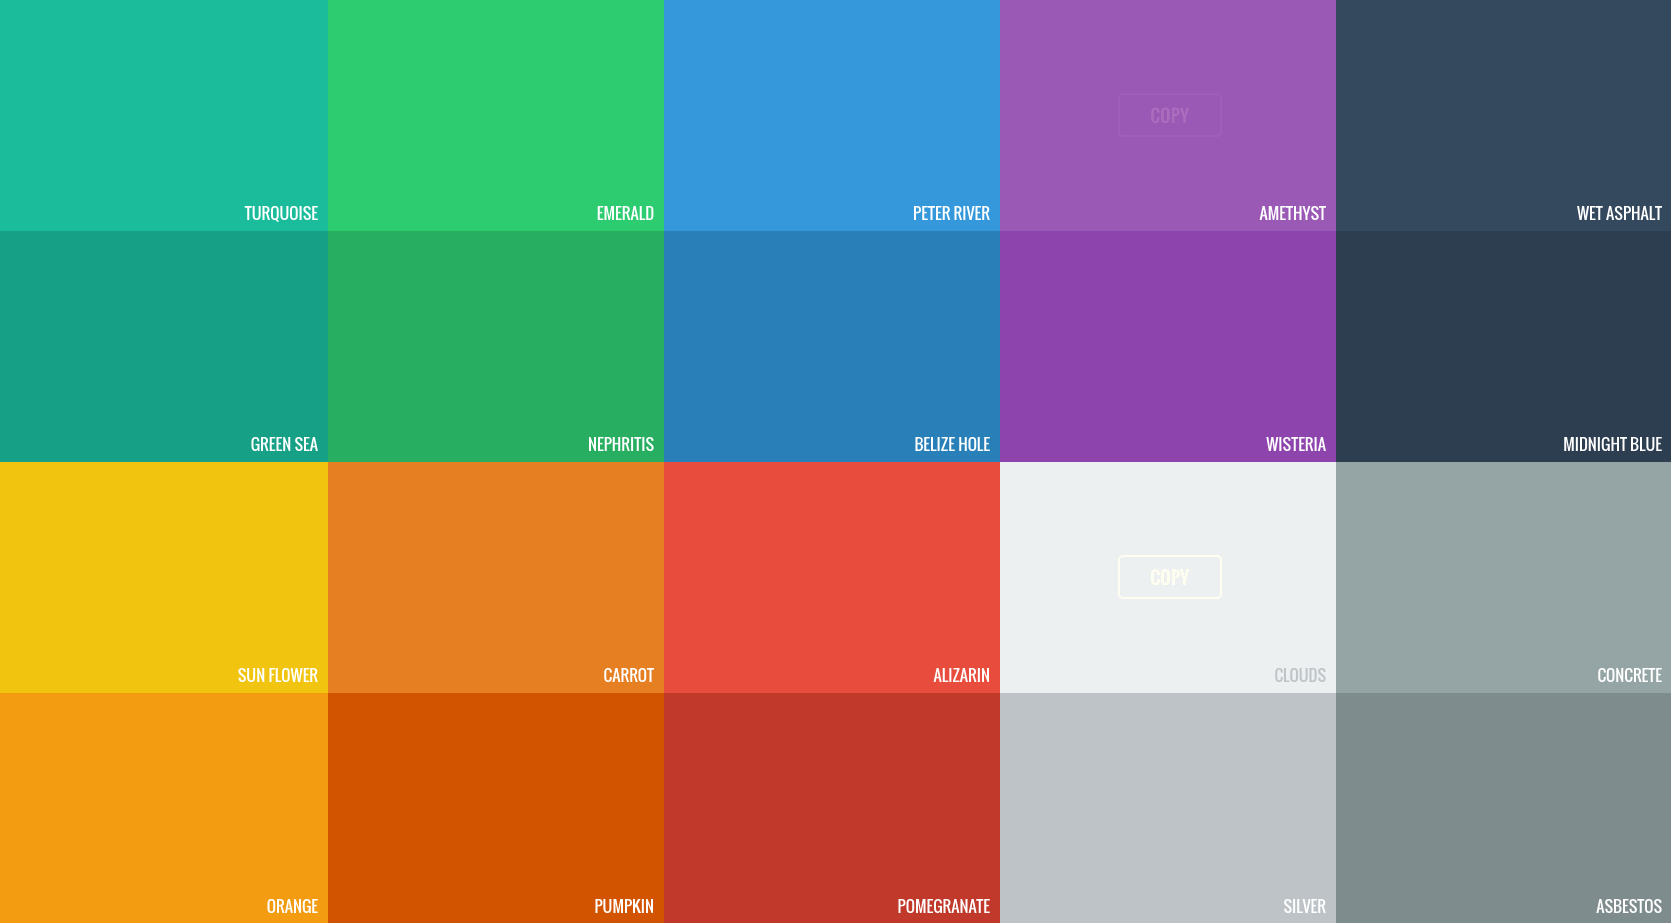 COPY
TURQUOISE
EMERALD
PETER RIVER
AMETHYST
WET ASPHALT
GREEN SEA
NEPHRITIS
BELIZE HOLE
WISTERIA
MIDNIGHT BLUE
COPY
SUN FLOWER
CARROT
ALIZARIN
CLOUDS
CONCRETE
ORANGE
PUMPKIN
POMEGRANATE
SILVER
ASBESTOS